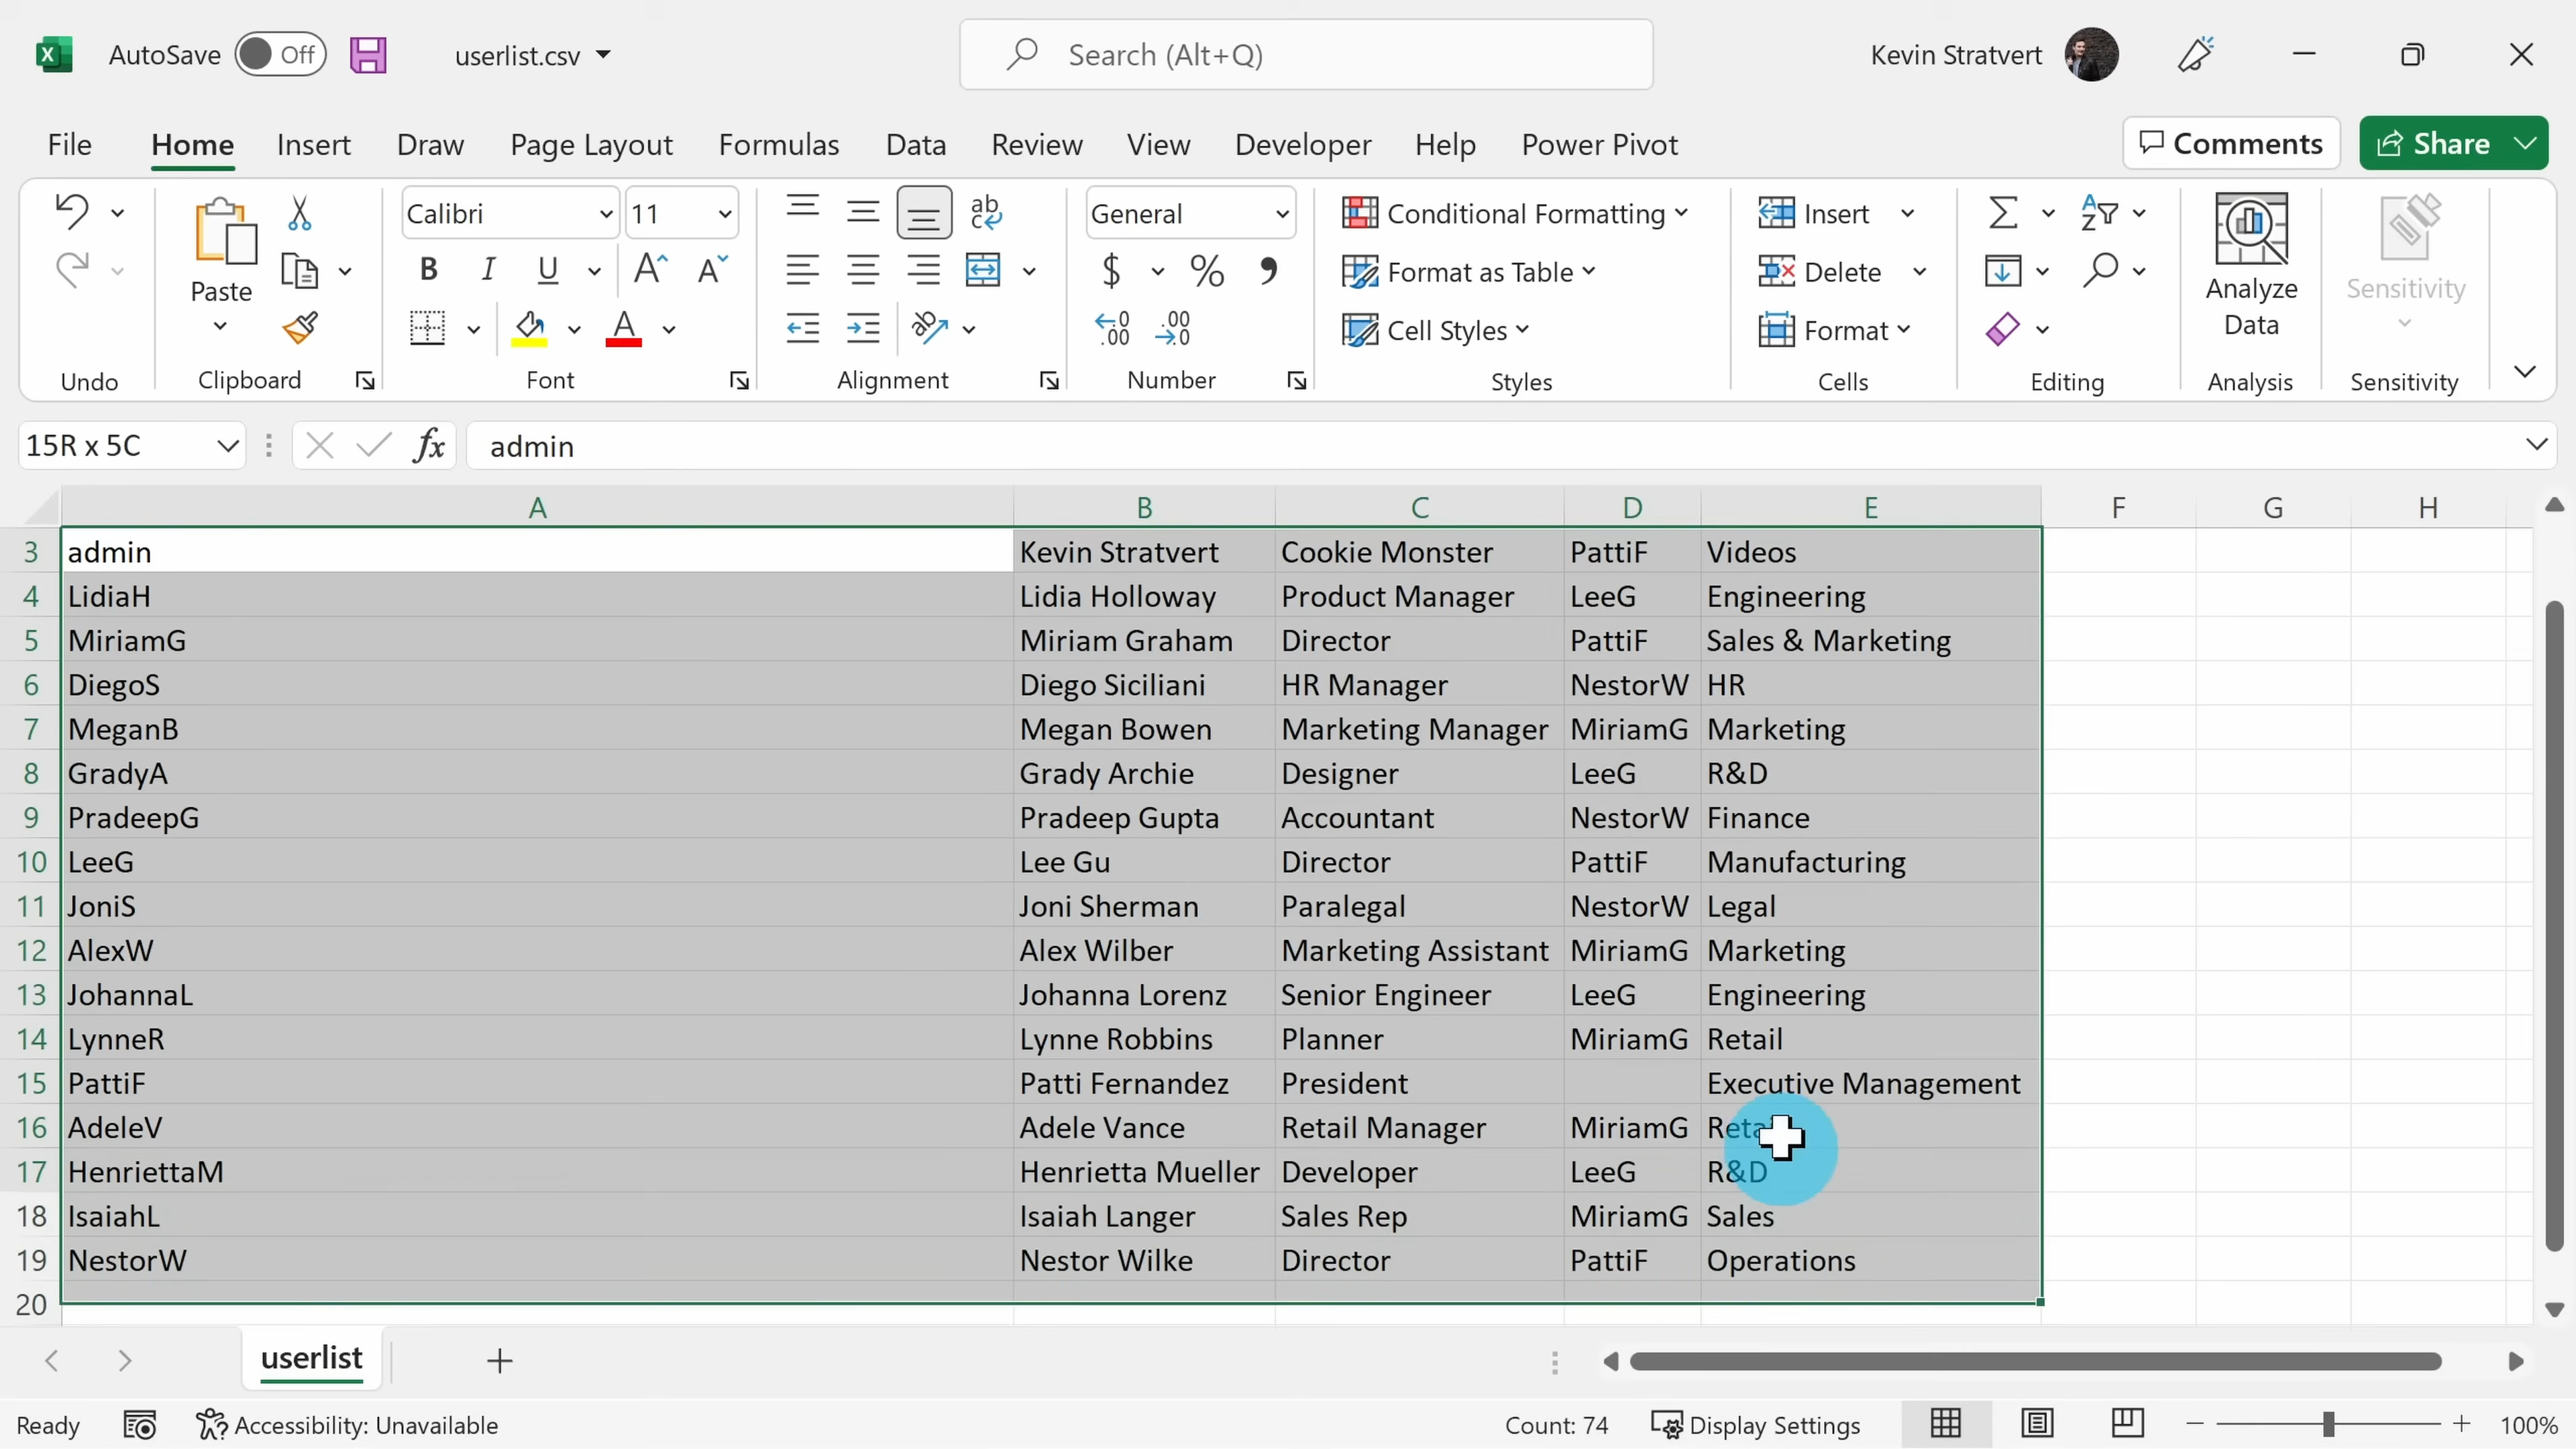 AutoSave Off userlist.csv Search (Alt+Q) Kevin Stratvert
File Home Insert Draw Page Layout Formulas Data Review View Developer Help Power Pivot Comments Share
Paste
Undo Clipboard
Calibri 11
B I U A A
A
Font
ab
c
Alignment
General
$ % 9
.00 .00
Number
Conditional Formatting
Format as Table
Cell Styles
Styles
Insert
Delete
Format
Cells
Σ AZ
Editing
Analyze
Data
Analysis
Sensitivity
Sensitivity
15R x 5C fx admin
A B C D E F G H
3 admin Kevin Stratvert Cookie Monster PattiF Videos
4 LidiaH Lidia Holloway Product Manager LeeG Engineering
5 MiriamG Miriam Graham Director PattiF Sales & Marketing
6 DiegoS Diego Siciliani HR Manager NestorW HR
7 MeganB Megan Bowen Marketing Manager MiriamG Marketing
8 GradyA Grady Archie Designer LeeG R&D
9 PradeepG Pradeep Gupta Accountant NestorW Finance
10 LeeG Lee Gu Director PattiF Manufacturing
11 JoniS Joni Sherman Paralegal NestorW Legal
12 AlexW Alex Wilber Marketing Assistant MiriamG Marketing
13 JohannaL Johanna Lorenz Senior Engineer LeeG Engineering
14 LynneR Lynne Robbins Planner MiriamG Retail
15 PattiF Patti Fernandez President Executive Management
16 AdeleV Adele Vance Retail Manager MiriamG Retail
17 HenriettaM Henrietta Mueller Developer LeeG R&D
18 IsaiahL Isaiah Langer Sales Rep MiriamG Sales
19 NestorW Nestor Wilke Director PattiF Operations
20
userlist
Ready Accessibility: Unavailable Count: 74 Display Settings 100%